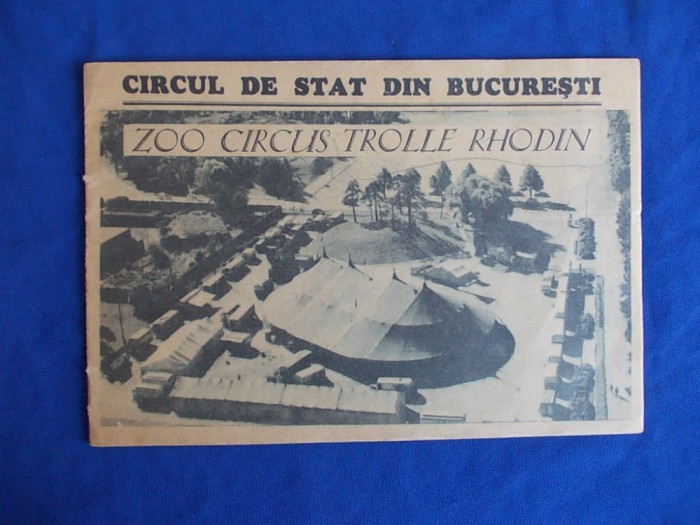 CIRCUL DE STAT DIN BUCUREŞTI
ZOO CIRCUS TROLLE RHODIN